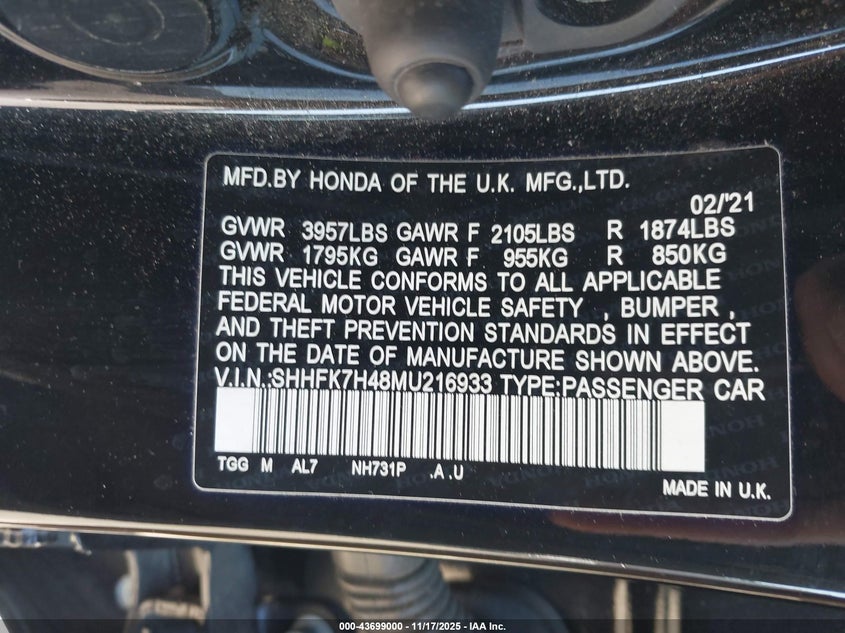 MFD.BY HONDA OF THE U.K. MFG.,LTD.
02/'21
GVWR 3957LBS GAWR F 2105LBS R 1874LBS
GVWR 1795KG GAWR F 955KG R 850KG
THIS VEHICLE CONFORMS TO ALL APPLICABLE
FEDERAL MOTOR VEHICLE SAFETY , BUMPER ,
AND THEFT PREVENTION STANDARDS IN EFFECT
ON THE DATE OF MANUFACTURE SHOWN ABOVE.
V.I.N.:SHHFK7H48MU216933 TYPE:PASSENGER CAR
TGG M AL7 NH731P .A .U
MADE IN U.K.
000-43699000 - 11/17/2025 - IAA Inc.